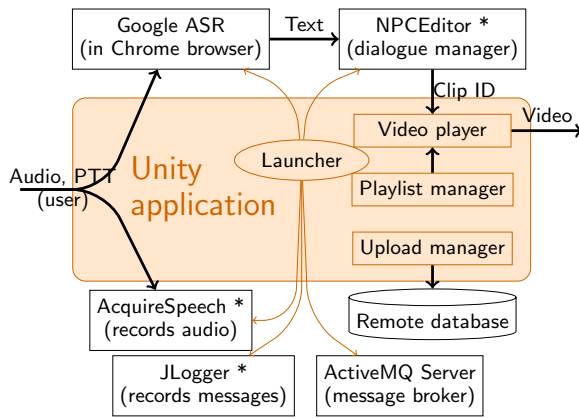 Google ASR
(in Chrome browser)
Text
NPCEditor *
(dialogue manager)
Clip ID
Video
Video player
Launcher
Audio, PTT
(user)
Unity
application
Playlist manager
Upload manager
AcquireSpeech *
(records audio)
Remote database
JLogger *
(records messages)
ActiveMQ Server
(message broker)